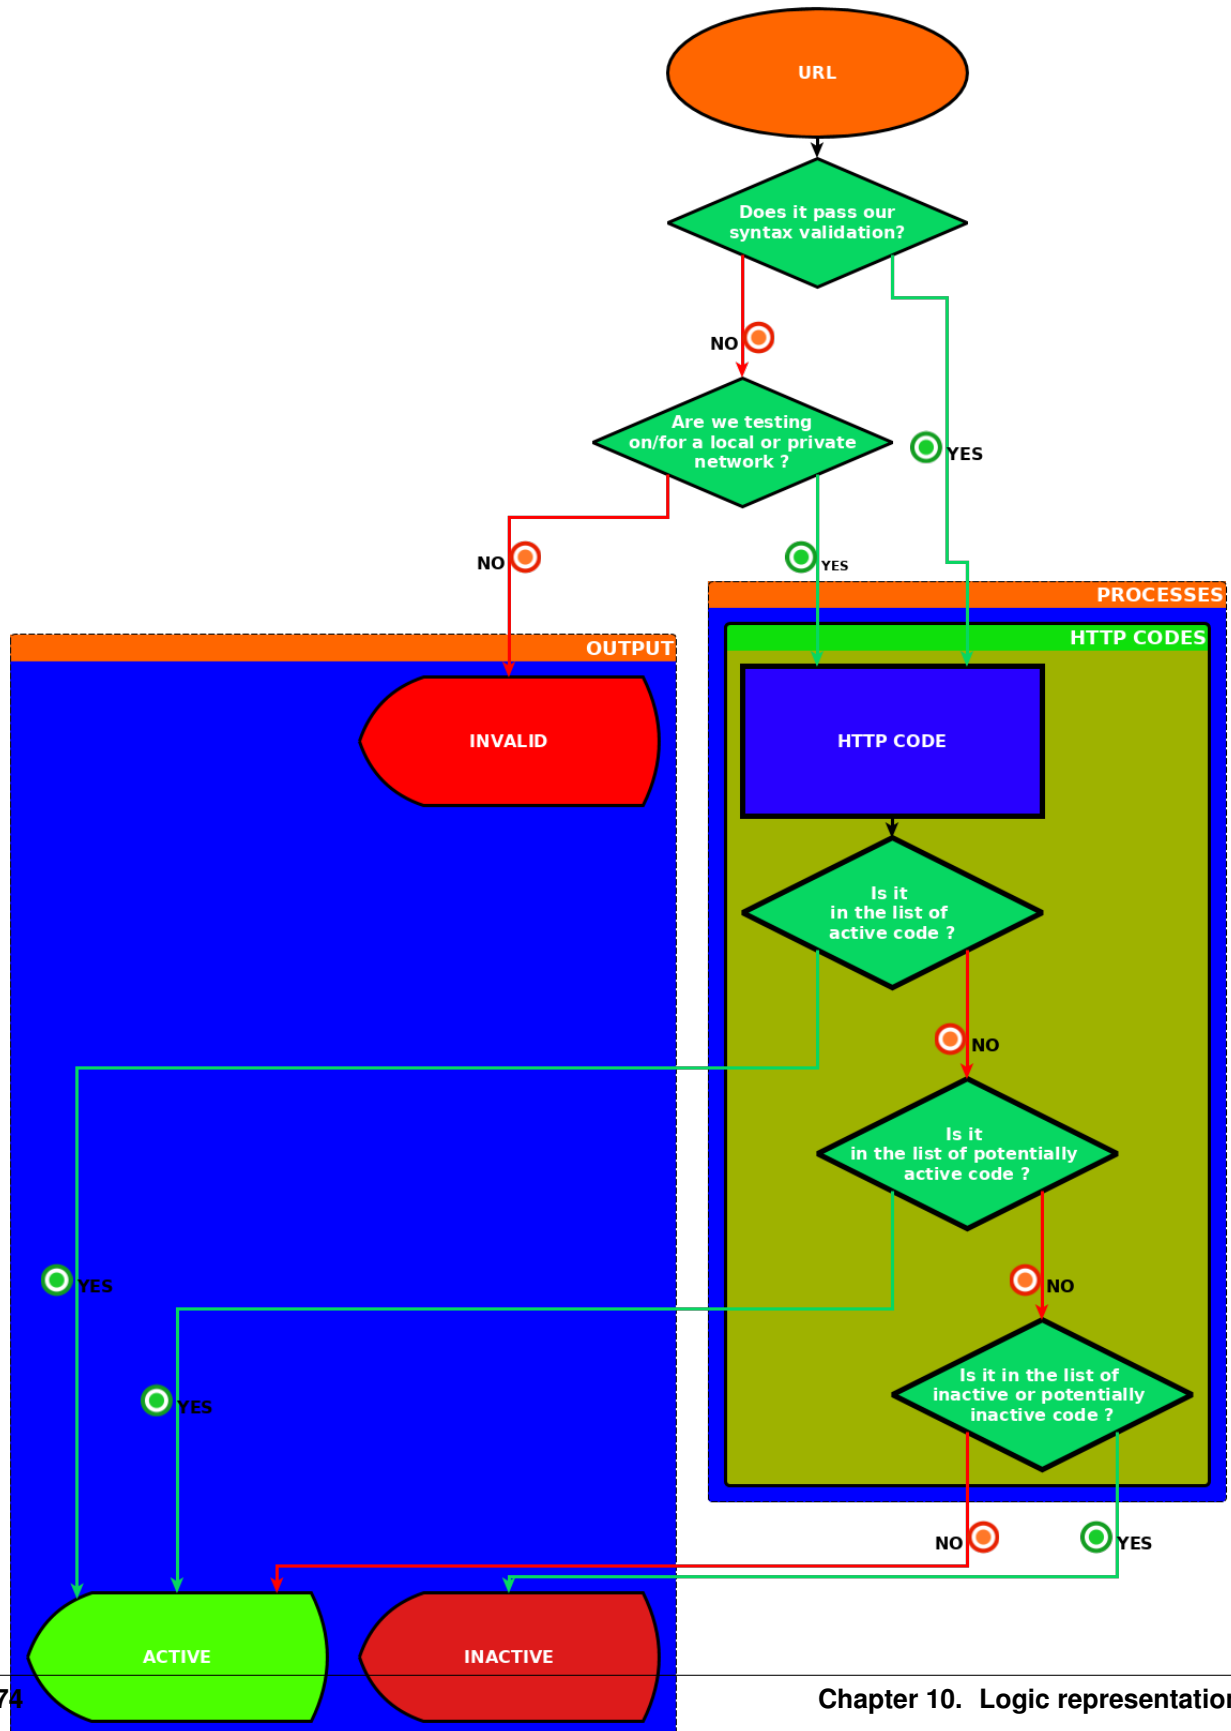 URL
Does it pass our
syntax validation?
NO
Are we testing
on/for a local or private
network ?
YES
NO
YES
PROCESSES
HTTP CODES
OUTPUT
INVALID
HTTP CODE
Is it
in the list of
active code ?
NO
Is it
in the list of potentially
active code ?
YES
NO
YES
Is it in the list of
inactive or potentially
inactive code ?
NO
YES
ACTIVE
INACTIVE
74
Chapter 10. Logic representation